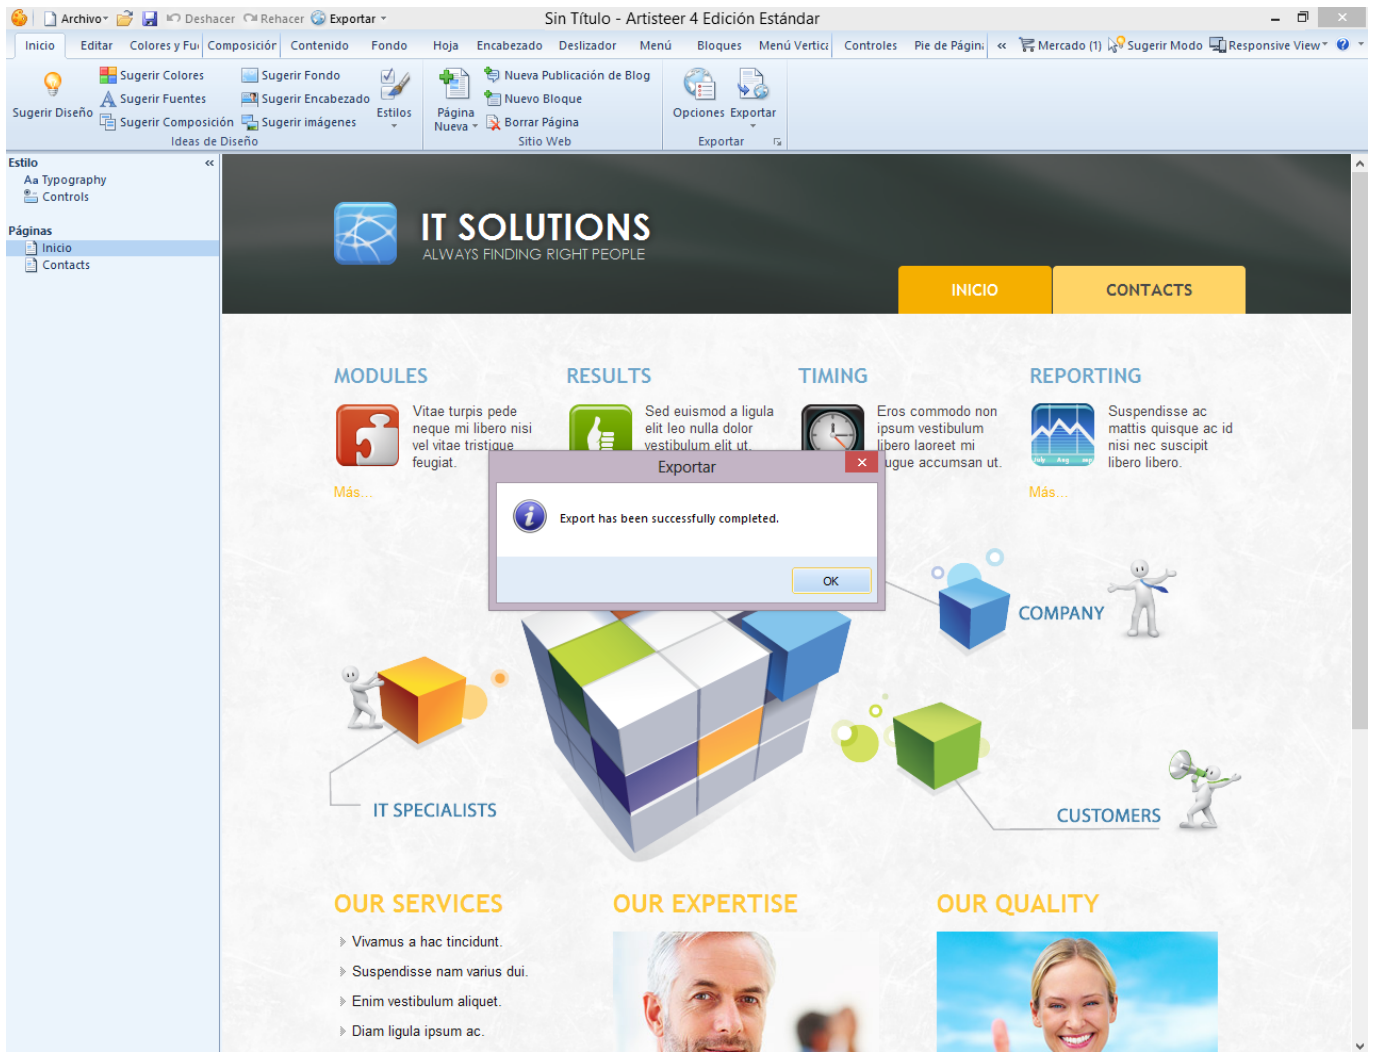 Archivo Deshacer Rehacer Exportar Sin Título - Artisteer 4 Edición Estándar
Inicio Editar Colores y Fu Composición Contenido Fondo Hoja Encabezado Deslizador Menú Bloques Menú Vertica Controles Pie de Págin « Mercado (1) Sugerir Modo Responsive View
Sugerir Diseño
Sugerir Colores
Sugerir Fuentes
Sugerir Composición
Sugerir Fondo
Sugerir Encabezado
Sugerir imágenes
Estilos
Ideas de Diseño
Página
Nueva
Nueva Publicación de Blog
Nuevo Bloque
Borrar Página
Sitio Web
Opciones Exportar
Exportar
Estilo «
Aa Typography
Controls
Páginas
Inicio
Contacts
IT SOLUTIONS
ALWAYS FINDING RIGHT PEOPLE
INICIO CONTACTS
MODULES
Vitae turpis pede
neque mi libero nisi
vel vitae tristique
feugiat.
Más...
RESULTS
Sed euismod a ligula
elit leo nulla dolor
vestibulum elit ut.
TIMING
Eros commodo non
ipsum vestibulum
libero laoreet mi
augue accumsan ut.
REPORTING
July Aug sep
Suspendisse ac
mattis quisque ac id
nisi nec suscipit
libero libero.
Más...
Exportar
Export has been successfully completed.
OK
COMPANY
IT SPECIALISTS
CUSTOMERS
OUR SERVICES
Vivamus a hac tincidunt.
Suspendisse nam varius dui.
Enim vestibulum aliquet.
Diam ligula ipsum ac.
OUR EXPERTISE
OUR QUALITY